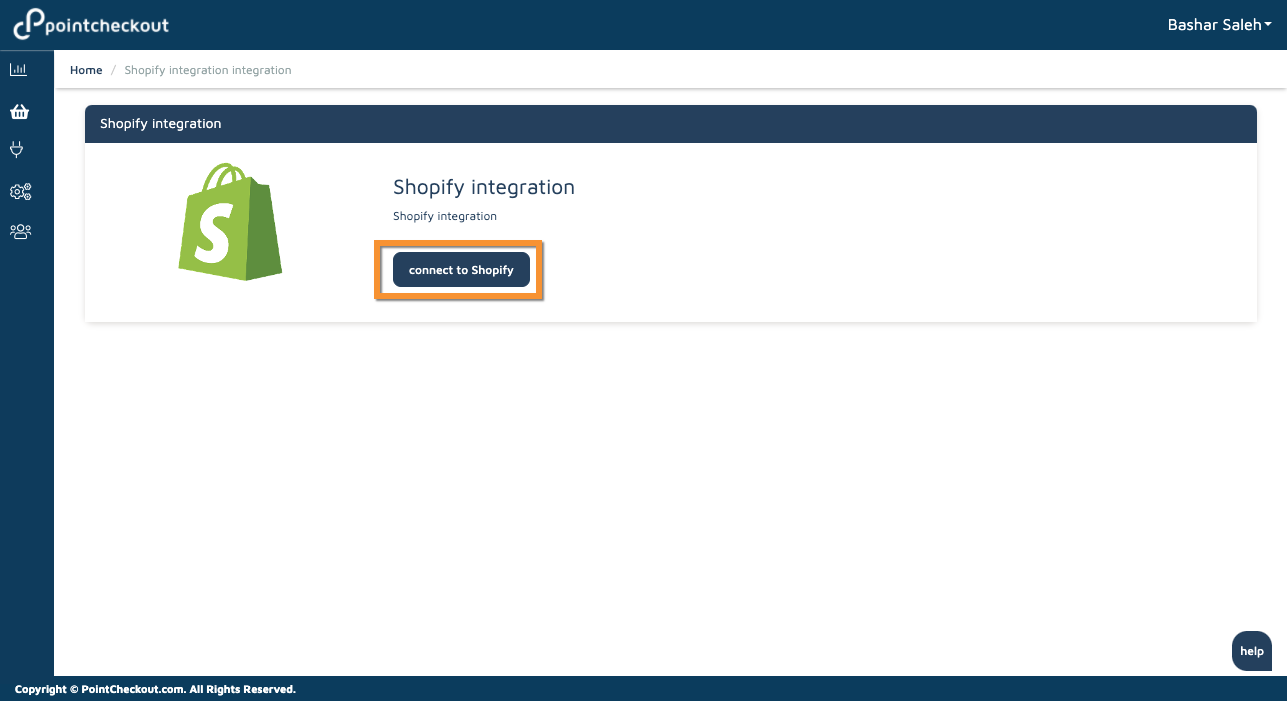 pointcheckout
Bashar Saleh
Home / Shopify integration integration
Shopify integration
Shopify integration
Shopify integration
connect to Shopify
help
Copyright © PointCheckout.com. All Rights Reserved.